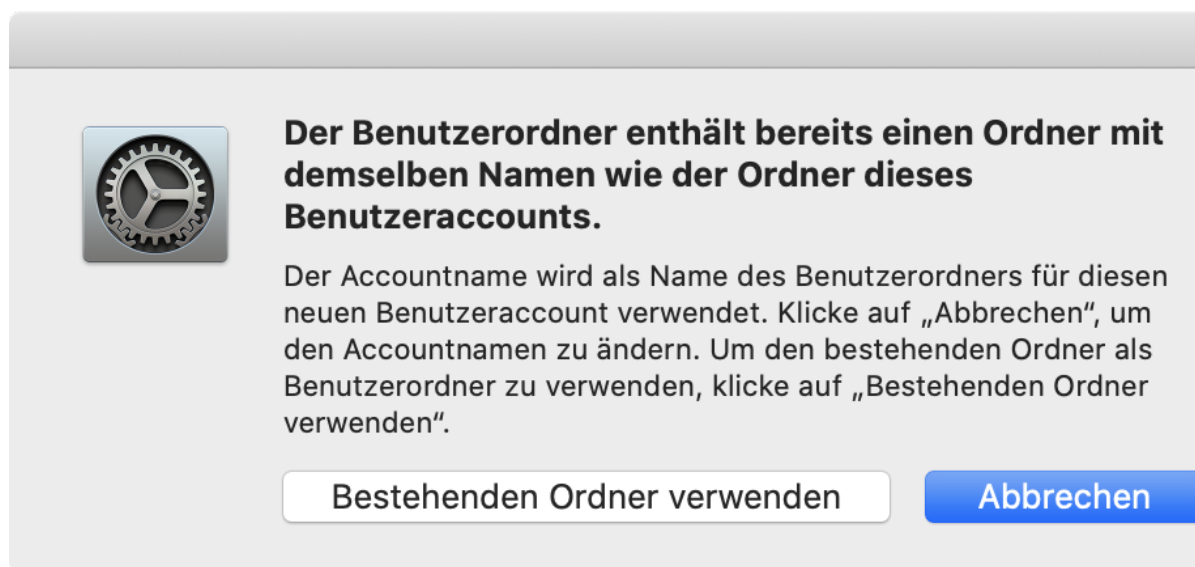 Der Benutzerordner enthält bereits einen Ordner mit
demselben Namen wie der Ordner dieses
Benutzeraccounts.
Der Accountname wird als Name des Benutzerordners für diesen
neuen Benutzeraccount verwendet. Klicke auf „Abbrechen“, um
den Accountnamen zu ändern. Um den bestehenden Ordner als
Benutzerordner zu verwenden, klicke auf „Bestehenden Ordner
verwenden“.
Bestehenden Ordner verwenden
Abbrechen